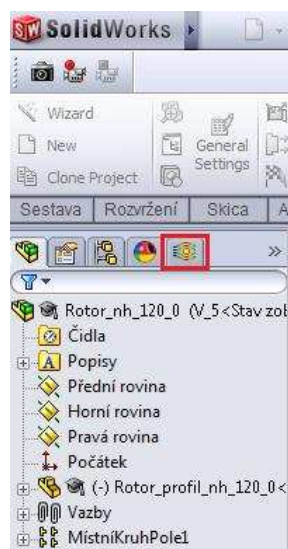 SW SolidWorks
Wizard
New
General Settings
Clone Project
Sestava Rozvržení Skica A
»
Rotor_nh_120_0 (V_5<Stav zob
Čidla
A Popisy
Přední rovina
Horní rovina
Pravá rovina
Počátek
(-) Rotor_profil_nh_120_0<
Vazby
MístníKruhPole1